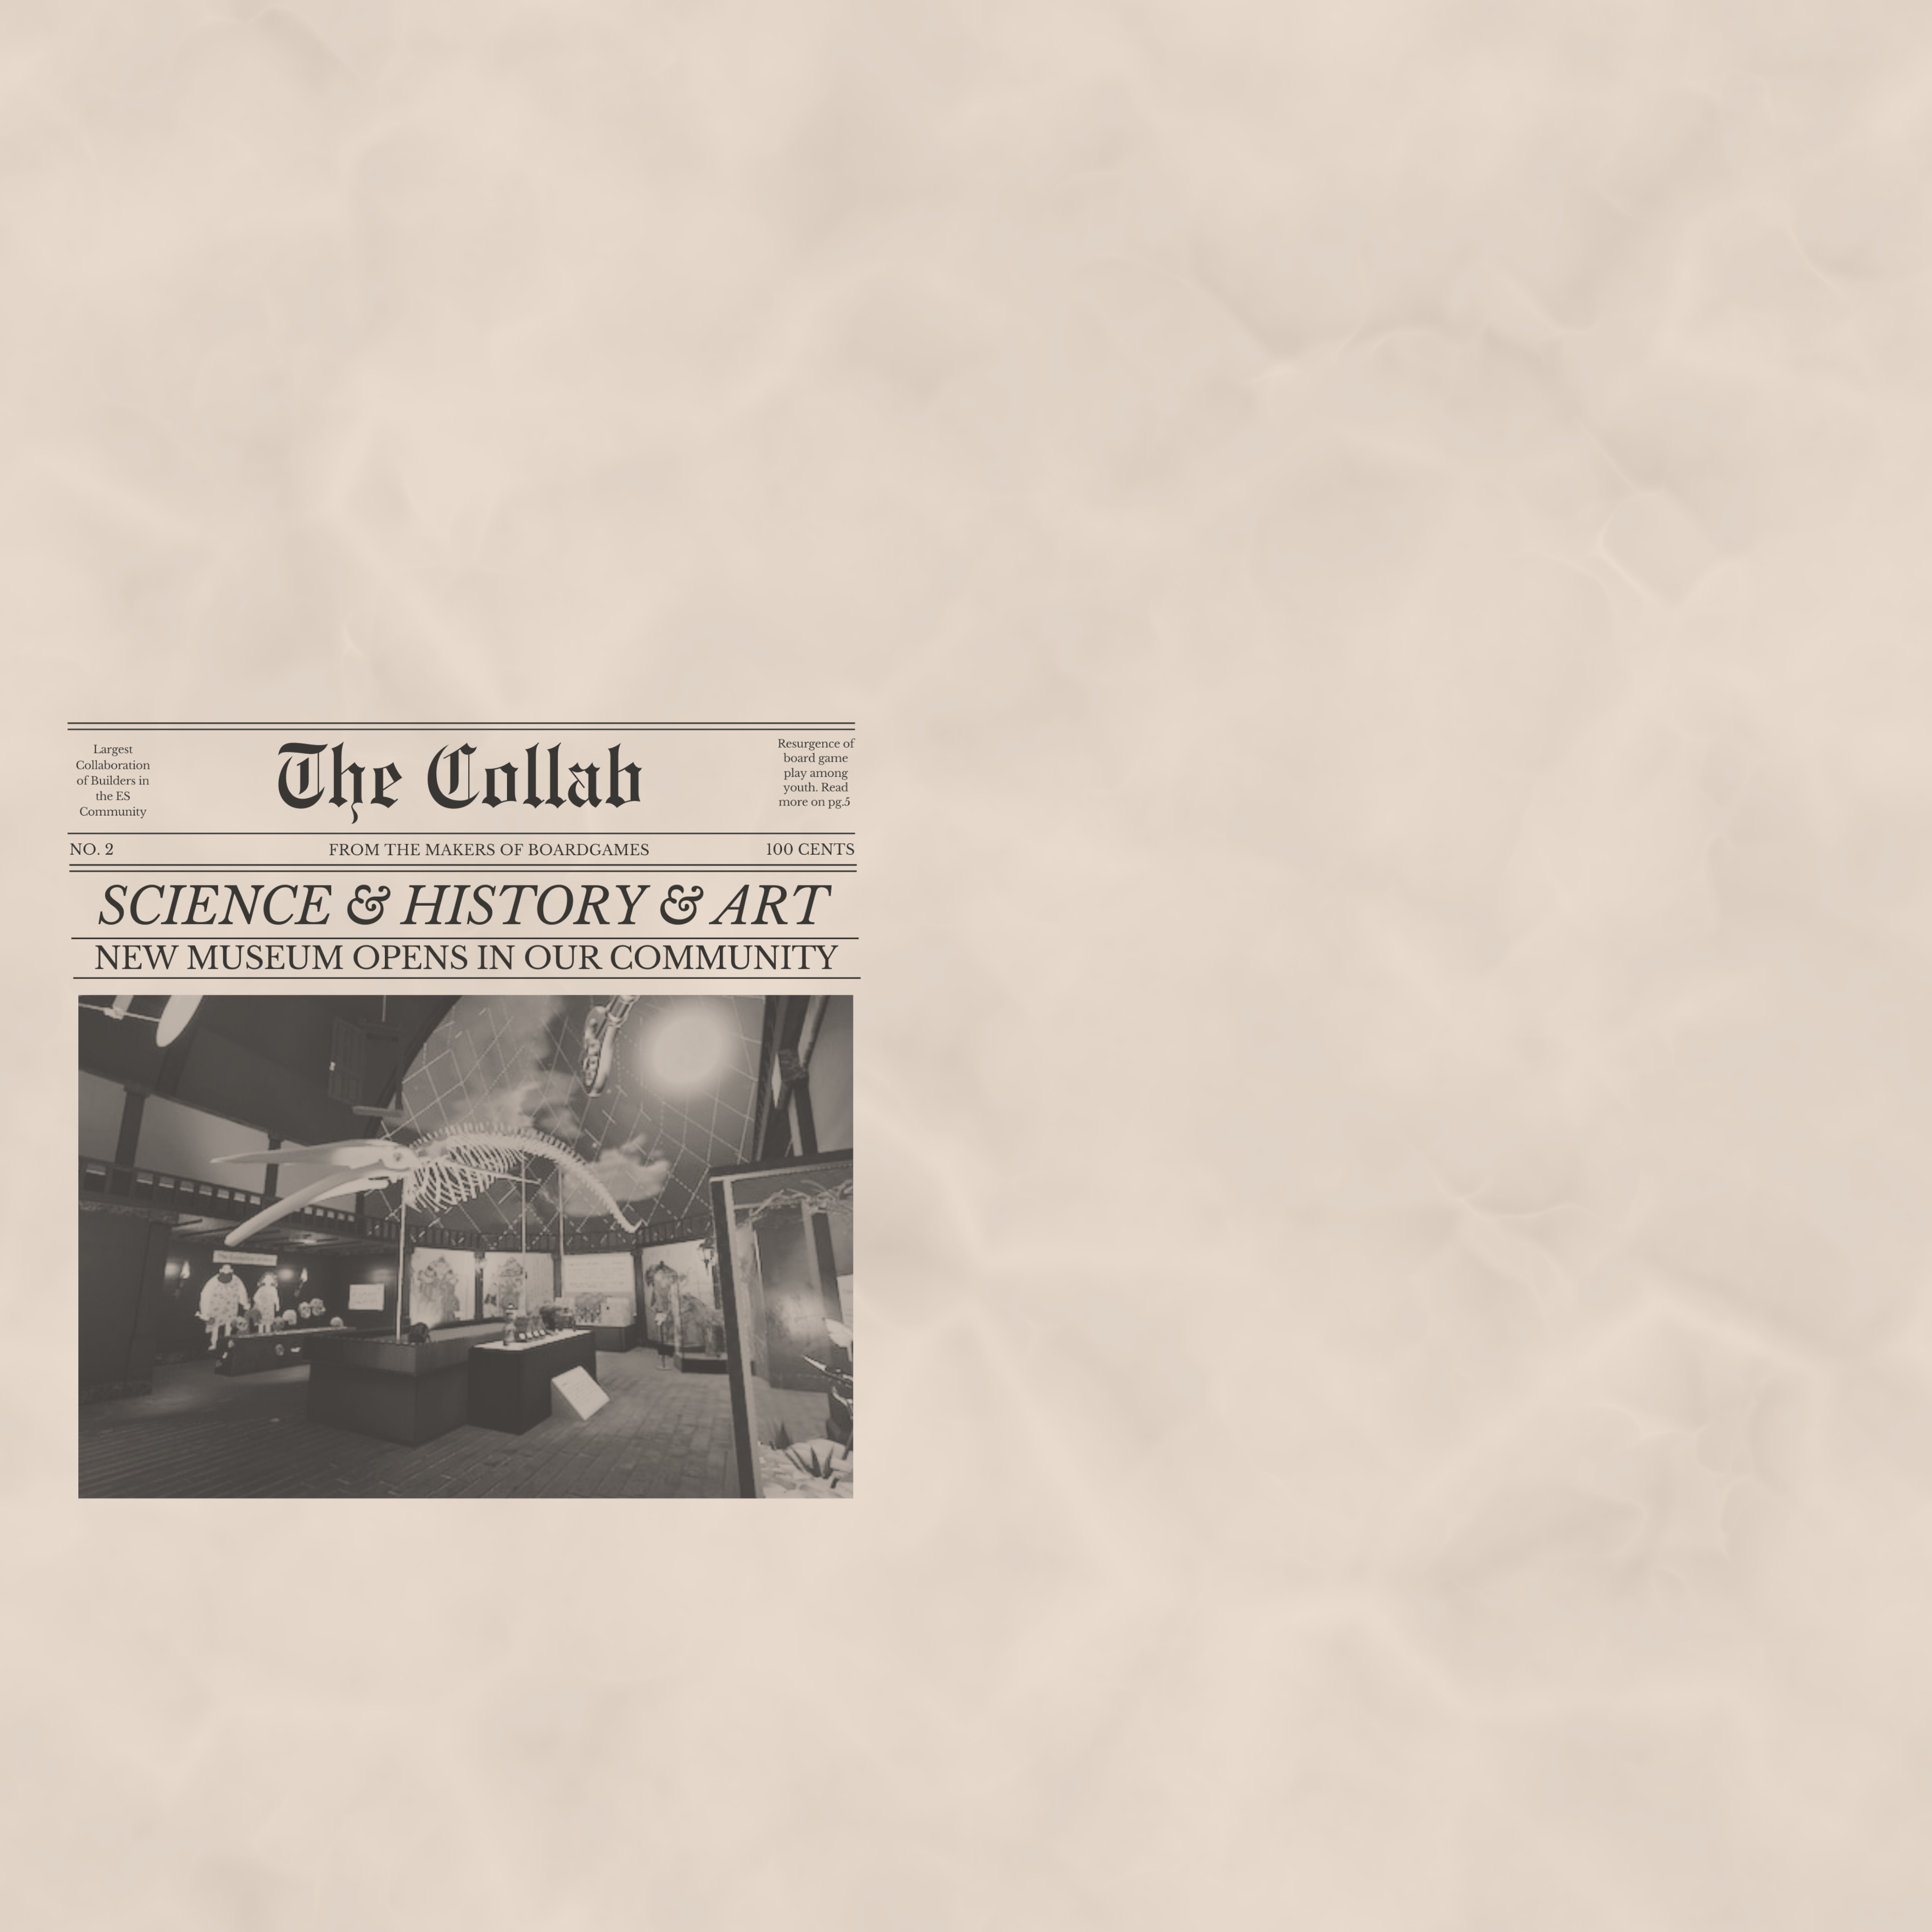 Largest
Collaboration
of Builders in
the ES
Community
The Collab
Resurgence of
board game
play among
youth. Read
more on pg.5
NO. 2
FROM THE MAKERS OF BOARDGAMES
100 CENTS
SCIENCE & HISTORY & ART
NEW MUSEUM OPENS IN OUR COMMUNITY